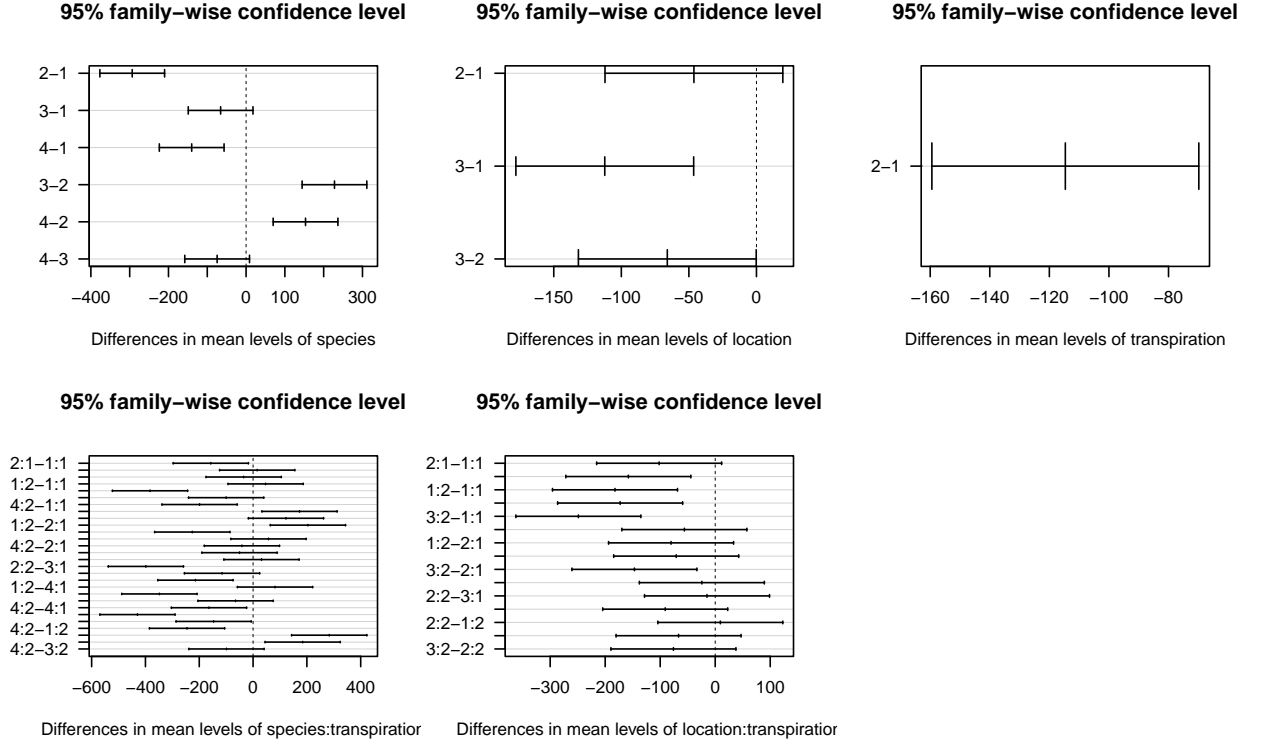 95% family−wise confidence level
2−1
3−1
4−1
3−2
4−2
4−3
−400 −200 0 100 300
Differences in mean levels of species
95% family−wise confidence level
2−1
3−1
3−2
−150 −100 −50 0
Differences in mean levels of location
95% family−wise confidence level
2−1
−160 −140 −120 −100 −80
Differences in mean levels of transpiration
95% family−wise confidence level
2:1−1:1
1:2−1:1
4:2−1:1
1:2−2:1
4:2−2:1
2:2−3:1
1:2−4:1
4:2−4:1
4:2−1:2
4:2−3:2
−600 −400 −200 0 200 400
Differences in mean levels of species:transpiration
95% family−wise confidence level
2:1−1:1
1:2−1:1
3:2−1:1
1:2−2:1
3:2−2:1
2:2−3:1
2:2−1:2
3:2−2:2
−300 −200 −100 0 100
Differences in mean levels of location:transpiration